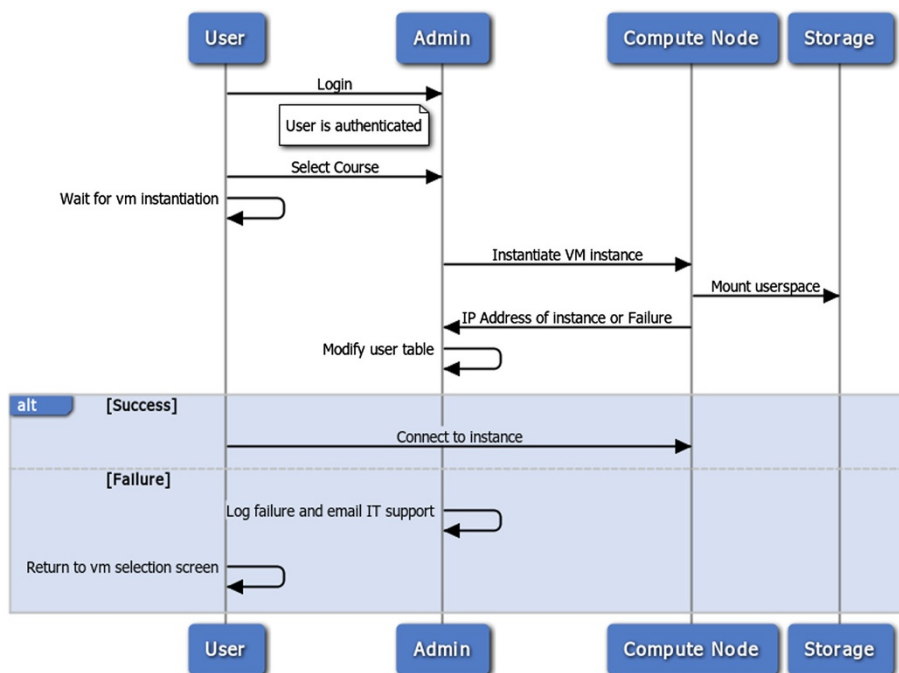 User
Admin
Compute Node
Storage
Login
User is authenticated
Select Course
Wait for vm instantiation
Instantiate VM instance
Mount userspace
IP Address of instance or Failure
Modify user table
alt
[Success]
Connect to instance
[Failure]
Log failure and email IT support
Return to vm selection screen
User
Admin
Compute Node
Storage